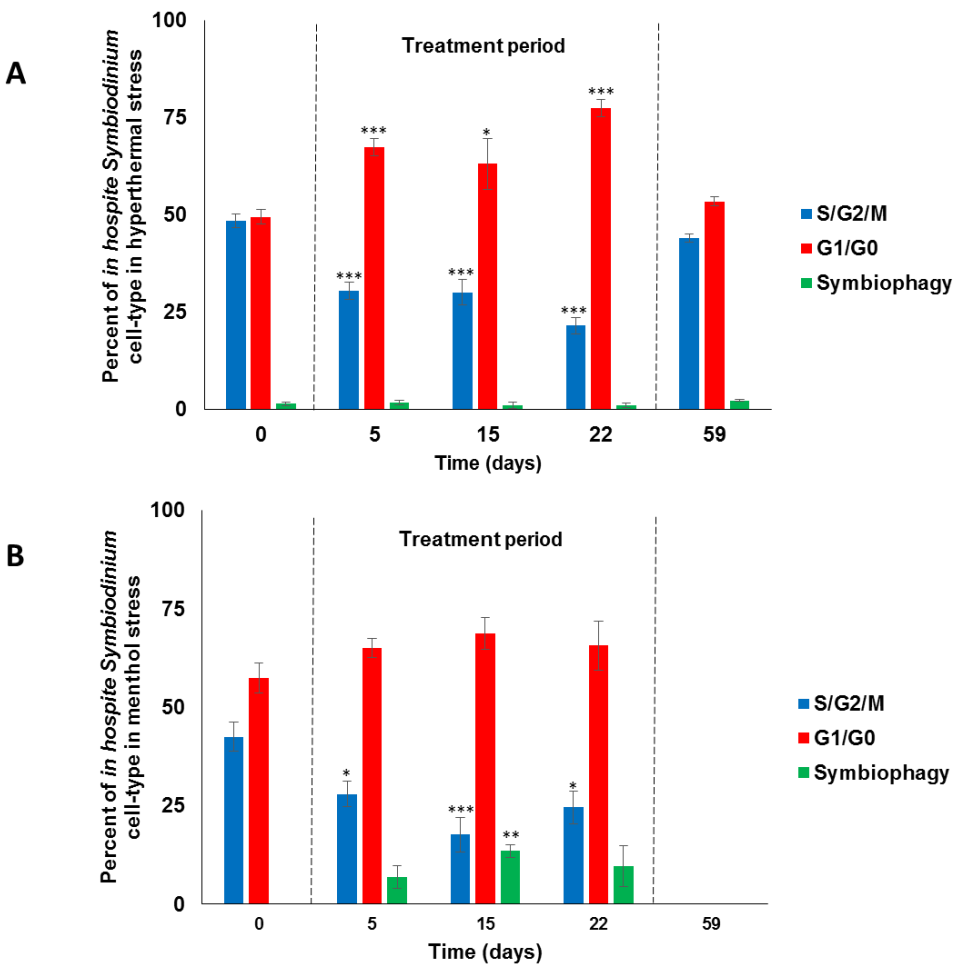 A
Percent of in hospite Symbiodinium
cell-type in hyperthermal stress
100
75
50
25
0
Treatment period
***
***
***
*
***
***
0 5 15 22 59
Time (days)
S/G2/M
G1/G0
Symbiophagy
B
Percent of in hospite Symbiodinium
cell-type in menthol stress
100
75
50
25
0
Treatment period
*
***
**
*
0 5 15 22 59
Time (days)
S/G2/M
G1/G0
Symbiophagy